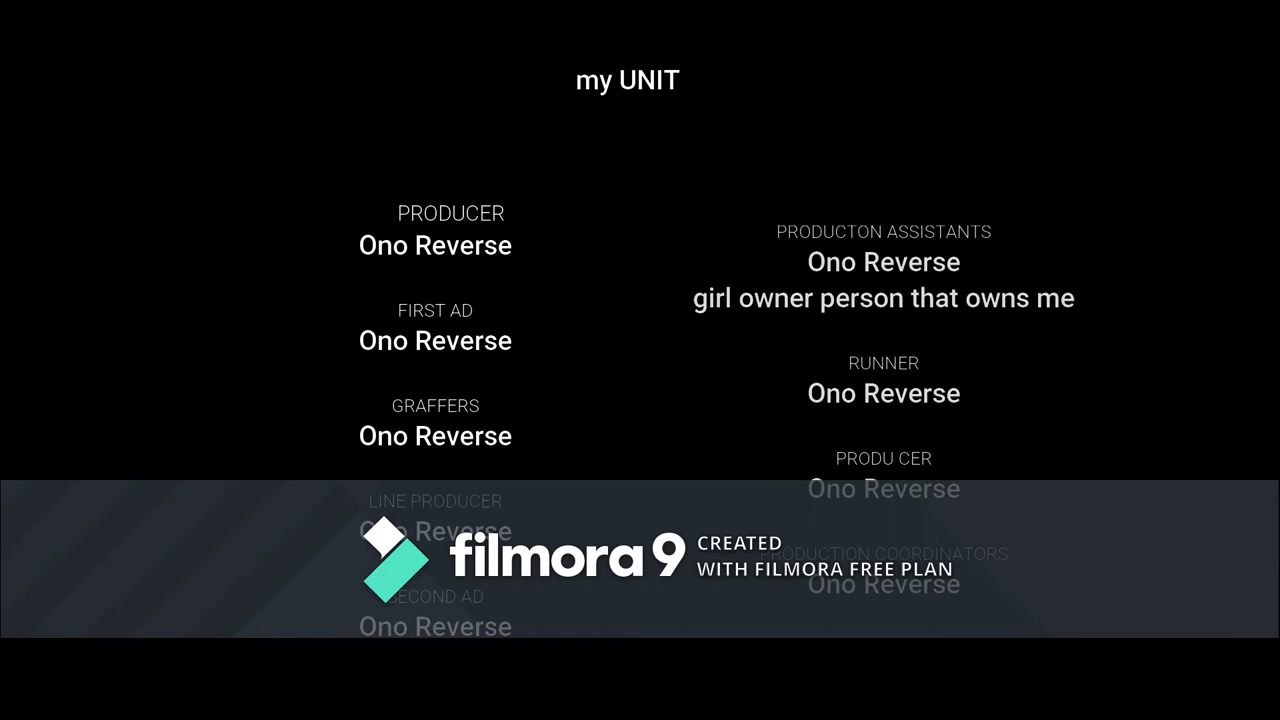 my UNIT
PRODUCER
Ono Reverse
FIRST AD
Ono Reverse
GRAFFERS
Ono Reverse
LINE PRODUCER
Ono Reverse
SECOND AD
Ono Reverse
PRODUCTON ASSISTANTS
Ono Reverse
girl owner person that owns me
RUNNER
Ono Reverse
PRODU CER
Ono Reverse
PRODUCTION COORDINATORS
Ono Reverse
filmora 9
CREATED
WITH FILMORA FREE PLAN